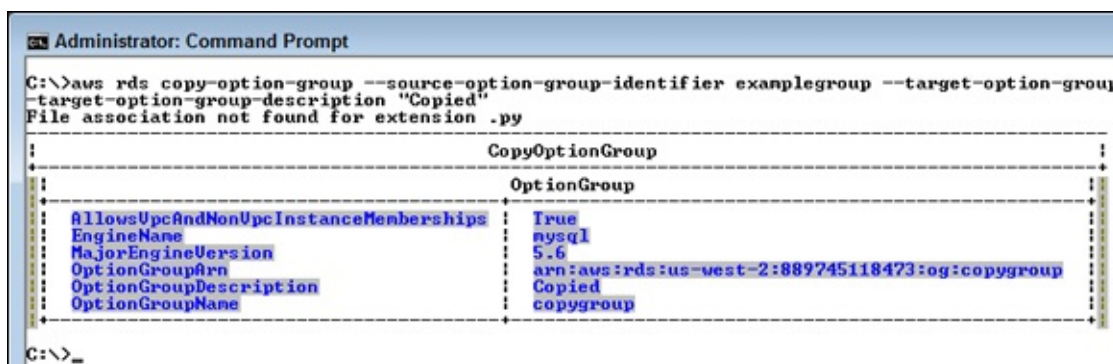 Administrator: Command Prompt
C:\>aws rds copy-option-group --source-option-group-identifier examplegroup --target-option-group
-target-option-group-description "Copied"
File association not found for extension .py
CopyOptionGroup
OptionGroup
AllowsVpcAndNonVpcInstanceMemberships True
EngineName mysql
MajorEngineVersion 5.6
OptionGroupArn arn:aws:rds:us-west-2:889745118473:og:copygroup
OptionGroupDescription Copied
OptionGroupName copygroup
C:\>_